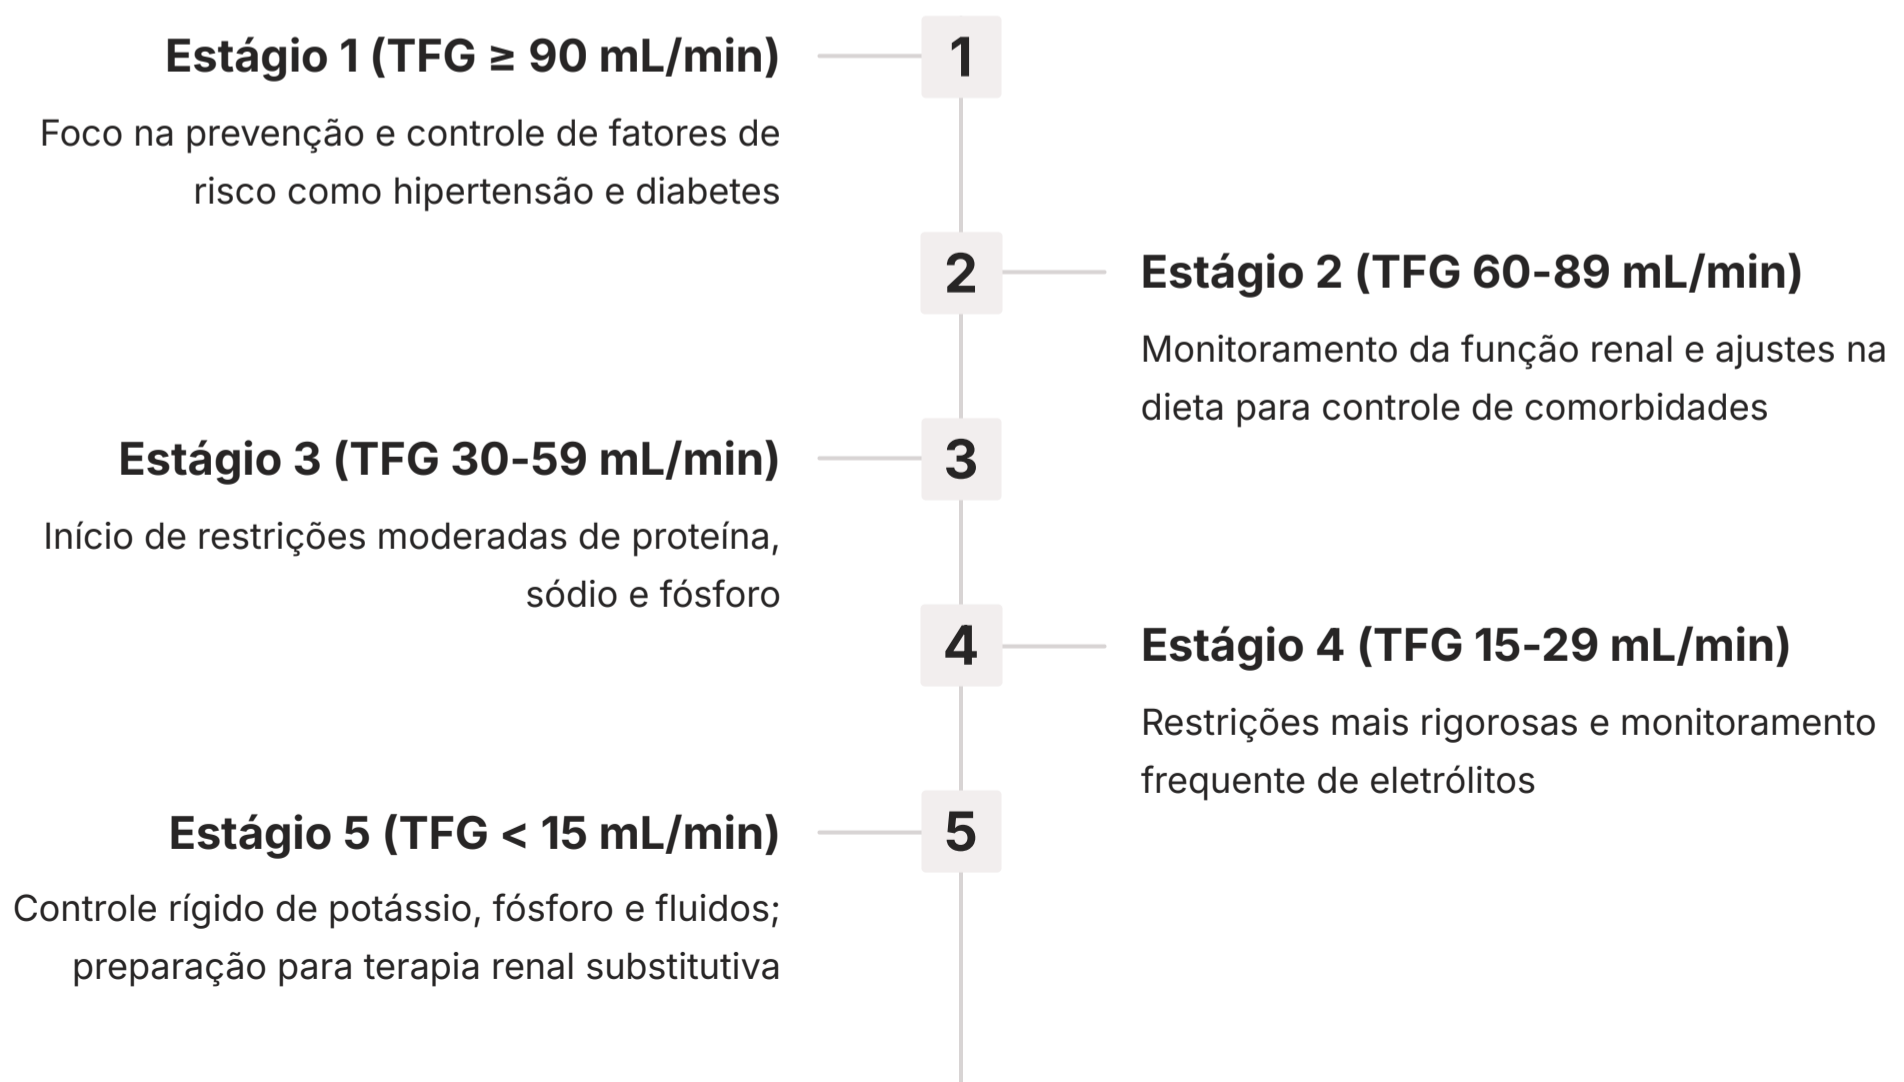 Estágio 1 (TFG ≥ 90 mL/min)
1
Foco na prevenção e controle de fatores de
risco como hipertensão e diabetes
2
Estágio 2 (TFG 60-89 mL/min)
Monitoramento da função renal e ajustes na
dieta para controle de comorbidades
Estágio 3 (TFG 30-59 mL/min)
3
Início de restrições moderadas de proteína,
sódio e fósforo
4
Estágio 4 (TFG 15-29 mL/min)
Restrições mais rigorosas e monitoramento
frequente de eletrólitos
Estágio 5 (TFG < 15 mL/min)
5
Controle rígido de potássio, fósforo e fluidos;
preparação para terapia renal substitutiva